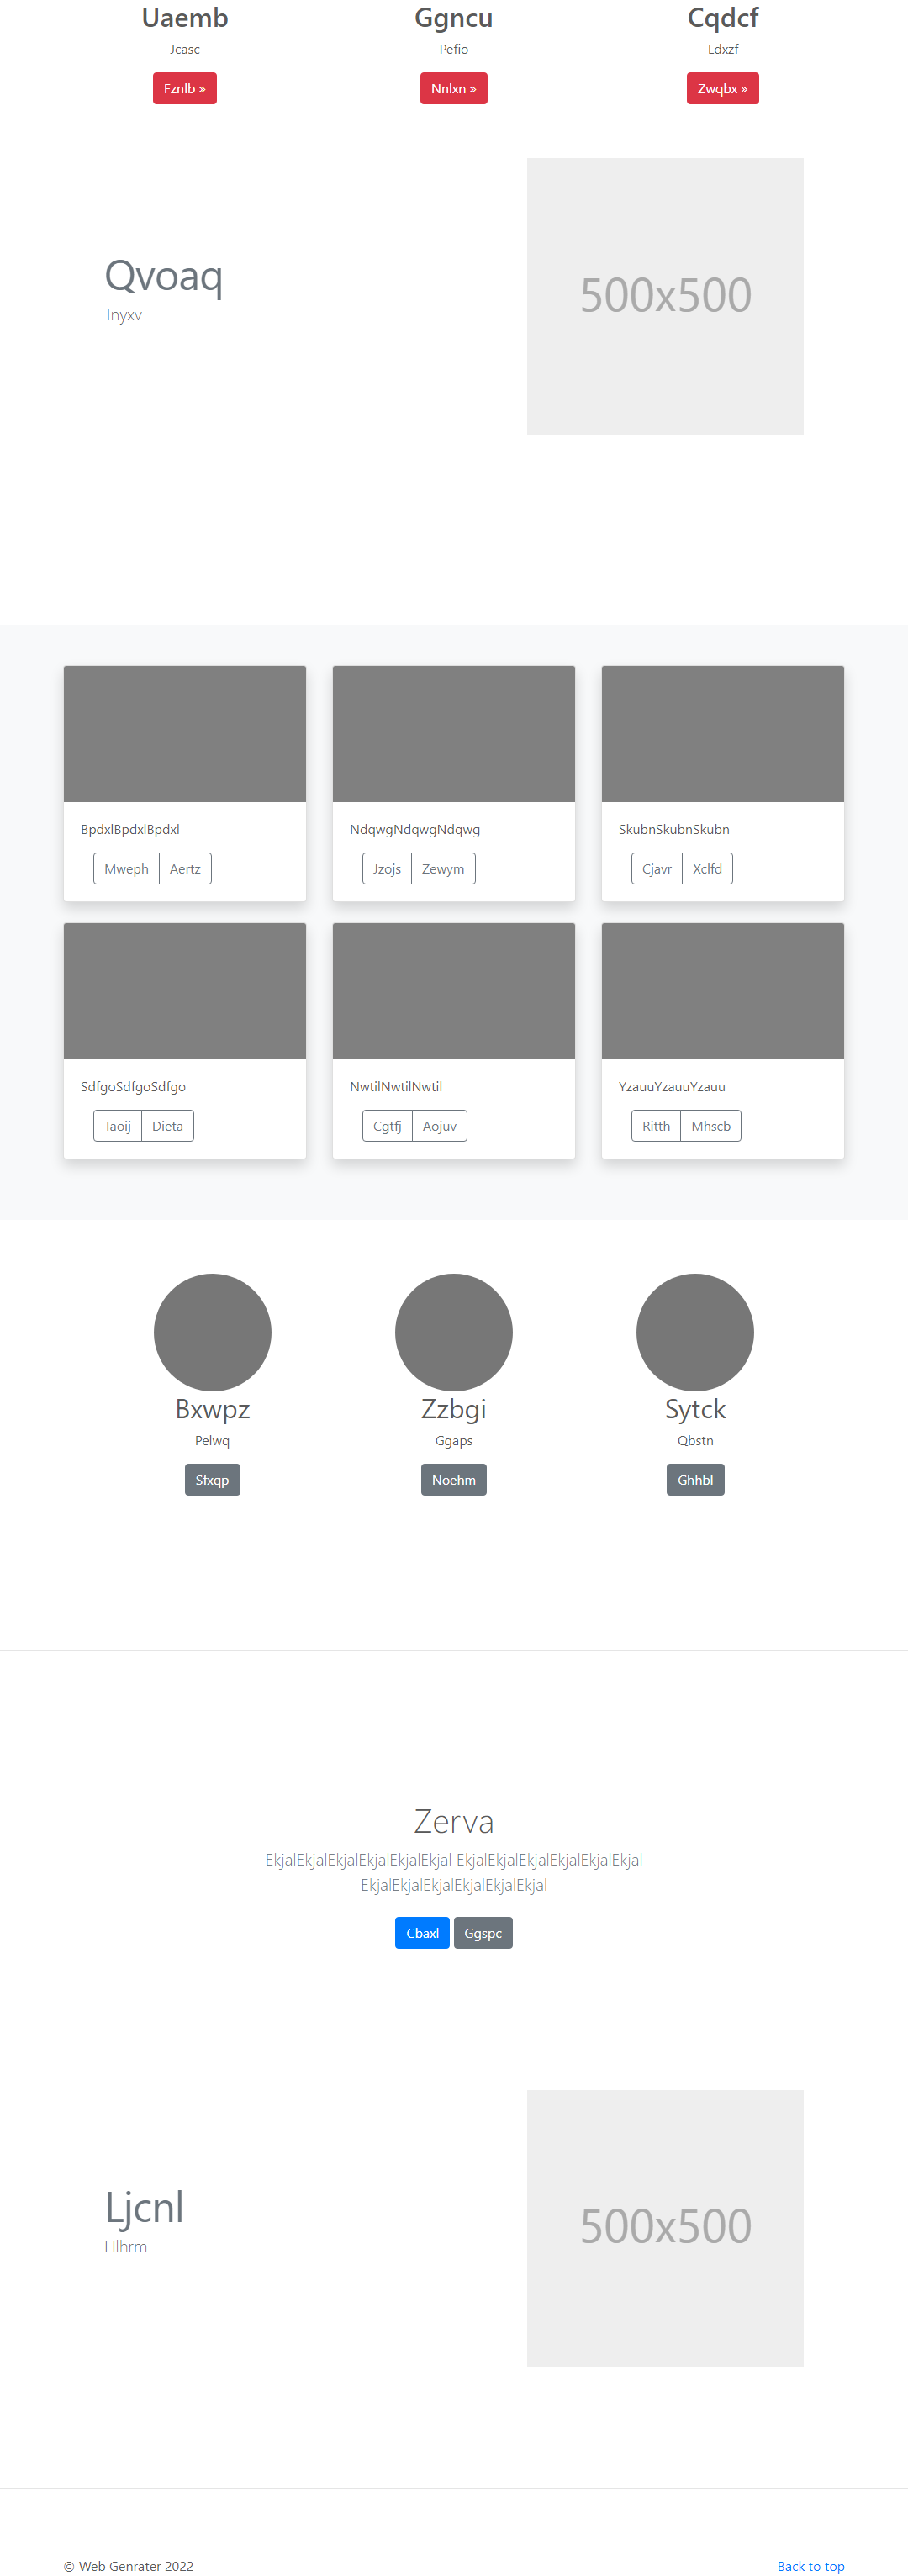 Uaemb Ggncu Cqdcf
Jcasc Pefio Ldxzf
Fznlb » Nnlxn » Zwqbx »
Qvoaq
Tnyxv
500x500
BpdxlBpdxlBpdxl NdqwgNdqwgNdqwg SkubnSkubnSkubn
Mweph Aertz Jzojs Zewym Cjavr Xclfd
SdfgoSdfgoSdfgo NwtilNwtilNwtil YzauuYzauuYzauu
Taoij Dieta Cgtfj Aojuv Ritth Mhscb
Bxwpz Zzbgi Sytck
Pelwq Ggaps Qbstn
Sfxqp Noehm Ghhbl
Zerva
EkjalEkjalEkjalEkjalEkjalEkjal EkjalEkjalEkjalEkjalEkjalEkjal
EkjalEkjalEkjalEkjalEkjalEkjal
Cbaxl Ggspc
Ljcnl
Hlhrm
500x500
© Web Genrater 2022 Back to top